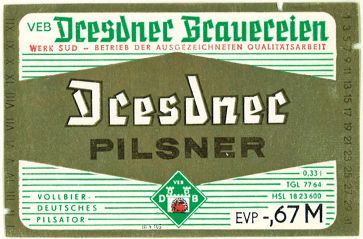 VEB Dresdner Brauereien
WERK SÜD – BETRIEB DER AUSGEZEICHNETEN QUALITÄTSARBEIT
Dresdner
PILSNER
VEB
D B
VOLLBIER-
DEUTSCHES
PILSATOR
0,33 l
TGL 7764
HSL 1823600
EVP -,67 M